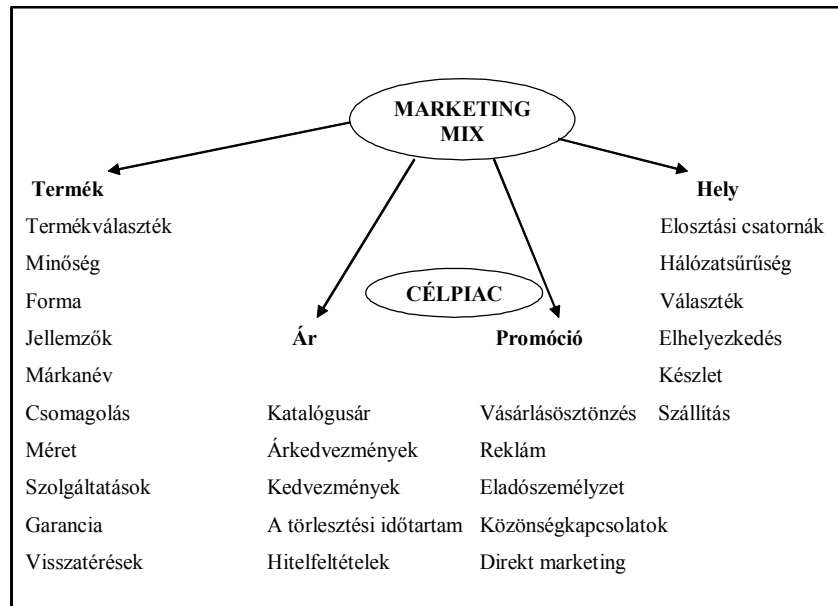 MARKETING
MIX
Termék
Termékválaszték
Minőség
Forma
Jellemzők
Márkanév
Csomagolás
Méret
Szolgáltatások
Garancia
Visszatérések
CÉLPIAC
Ár
Katalógusár
Árkedvezmények
Kedvezmények
A törlesztési időtartam
Hitelfeltételek
Promóció
Vásárlásösztönzés
Reklám
Eladószemélyzet
Közönségkapcsolatok
Direkt marketing
Hely
Elosztási csatornák
Hálózatsűrűség
Választék
Elhelyezkedés
Készlet
Szállítás